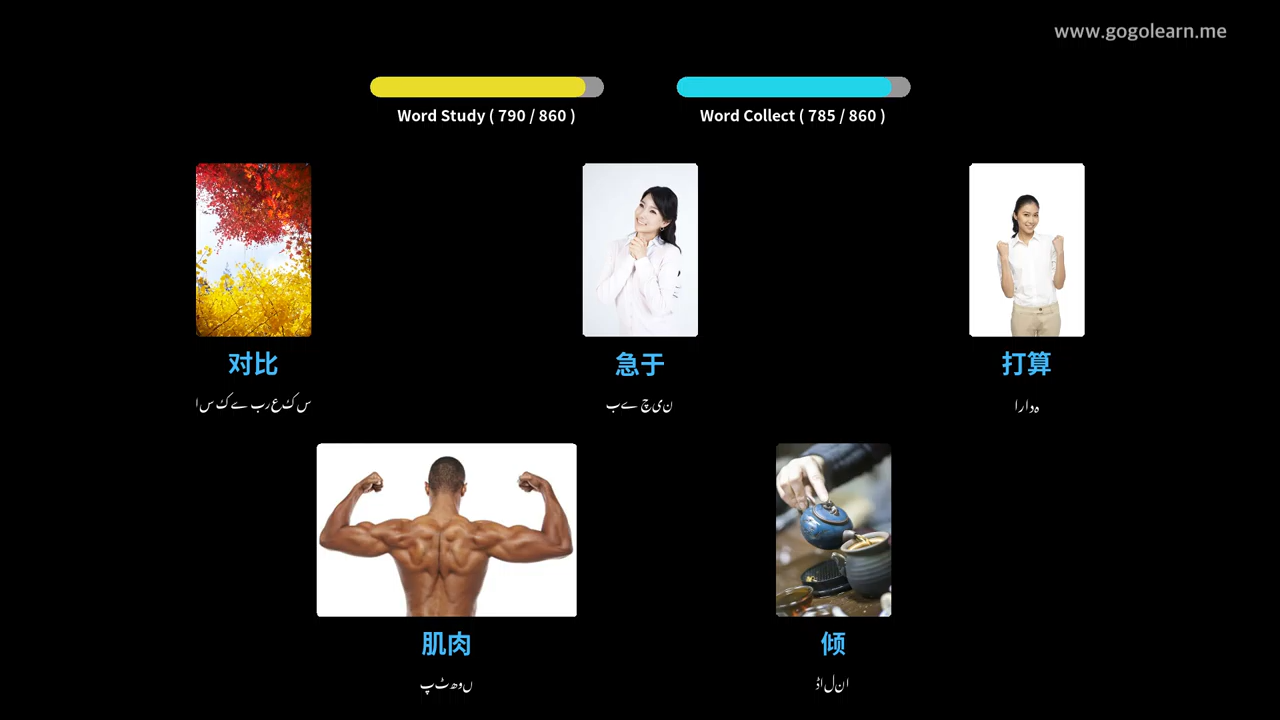 www.gogolearn.me
Word Study ( 790 / 860 )
Word Collect ( 785 / 860 )
对比
急于
打算
اس کے برعکس
بے چین
ارادہ
肌肉
倾
پٹھوں
ڈالنا